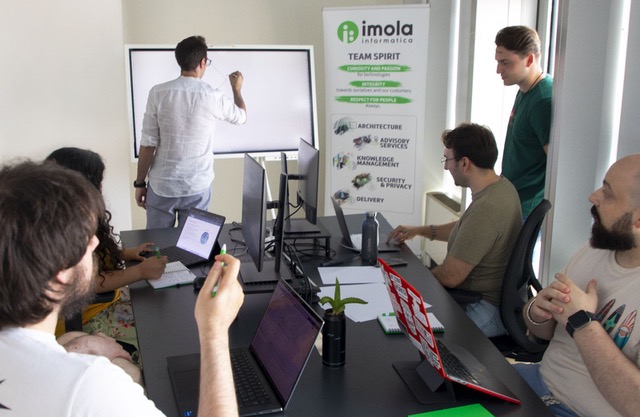 imola
informatica
TEAM SPIRIT
CURIOSITY AND PASSION
for technologies
INTEGRITY
towards ourselves and our customers
RESPECT FOR PEOPLE
Always
ARCHITECTURE
ADVISORY
SERVICES
KNOWLEDGE
MANAGEMENT
SECURITY
& PRIVACY
DELIVERY